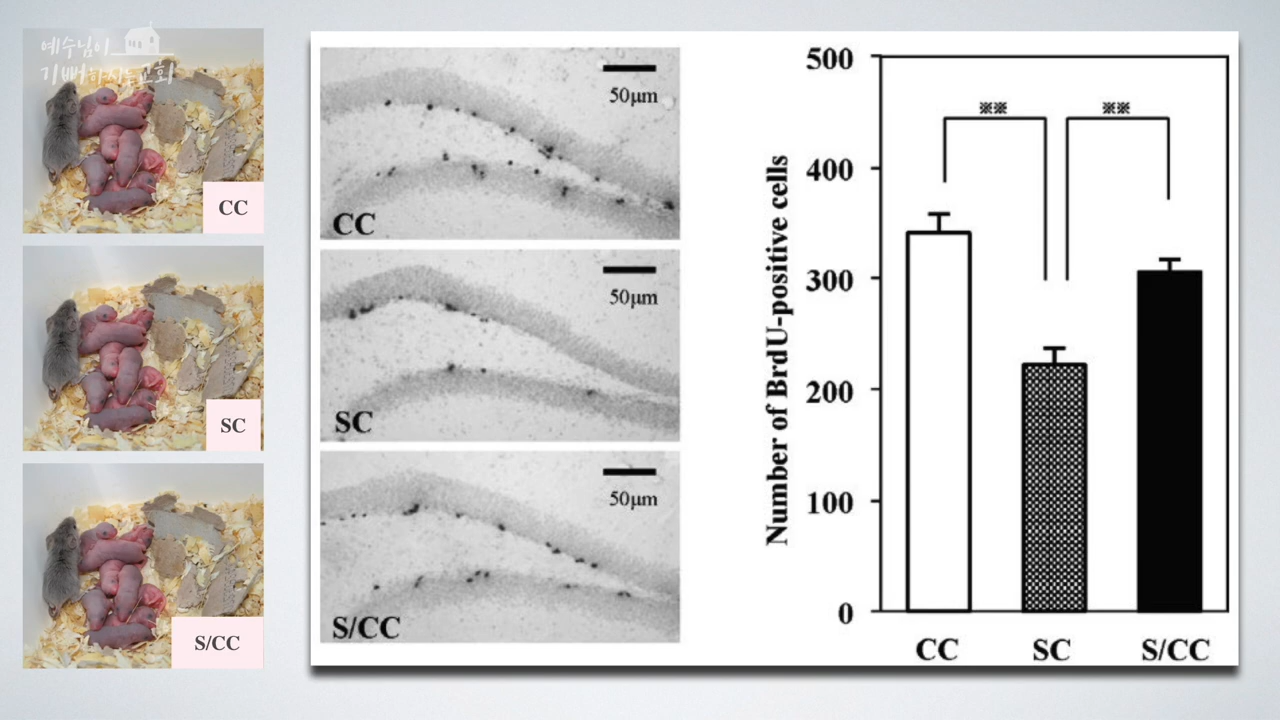 예수님이
기뻐하시는교회
CC
SC
S/CC
50µm
CC
50µm
SC
50µm
S/CC
Number of BrdU-positive cells
500
400
300
200
100
0
※※
※※
CC
SC
S/CC